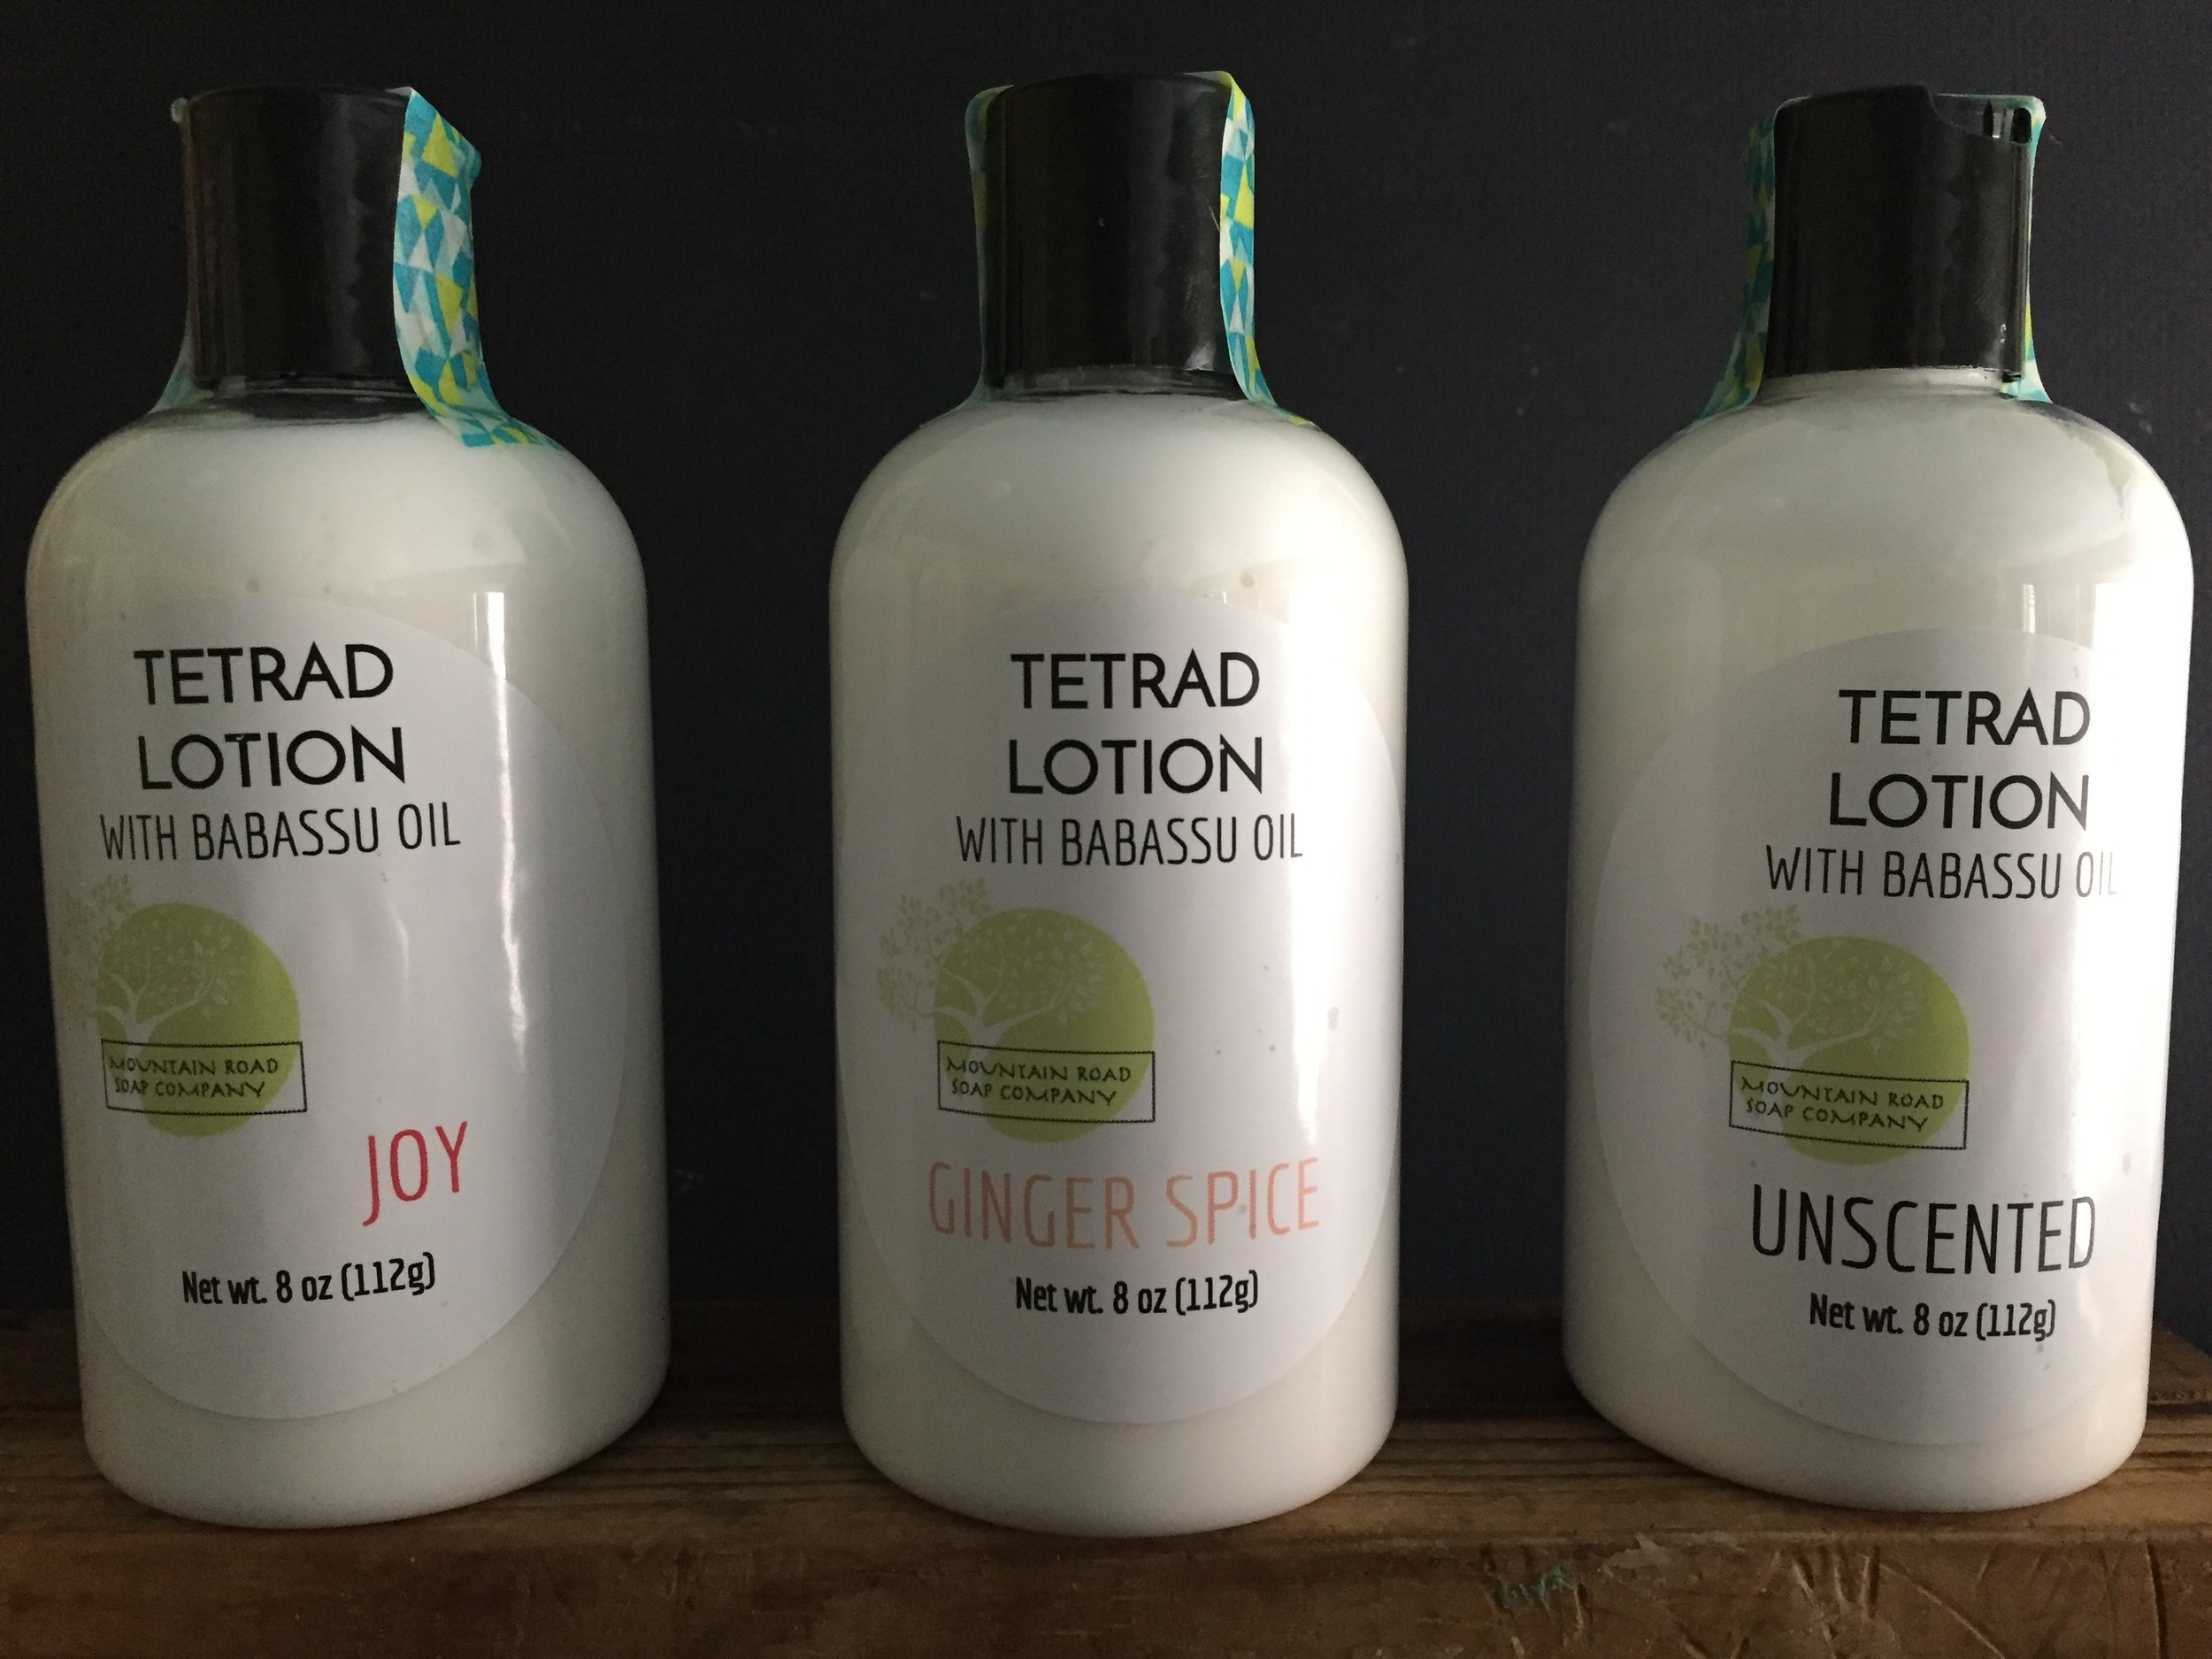 TETRAD
LOTION
WITH BABASSU OIL
MOUNTAIN ROAD
SOAP COMPANY
JOY
Net wt. 8 oz (112g)
TETRAD
LOTION
WITH BABASSU OIL
MOUNTAIN ROAD
SOAP COMPANY
GINGER SPICE
Net wt. 8 oz (112g)
TETRAD
LOTION
WITH BABASSU OIL
MOUNTAIN ROAD
SOAP COMPANY
UNSCENTED
Net wt. 8 oz (112g)